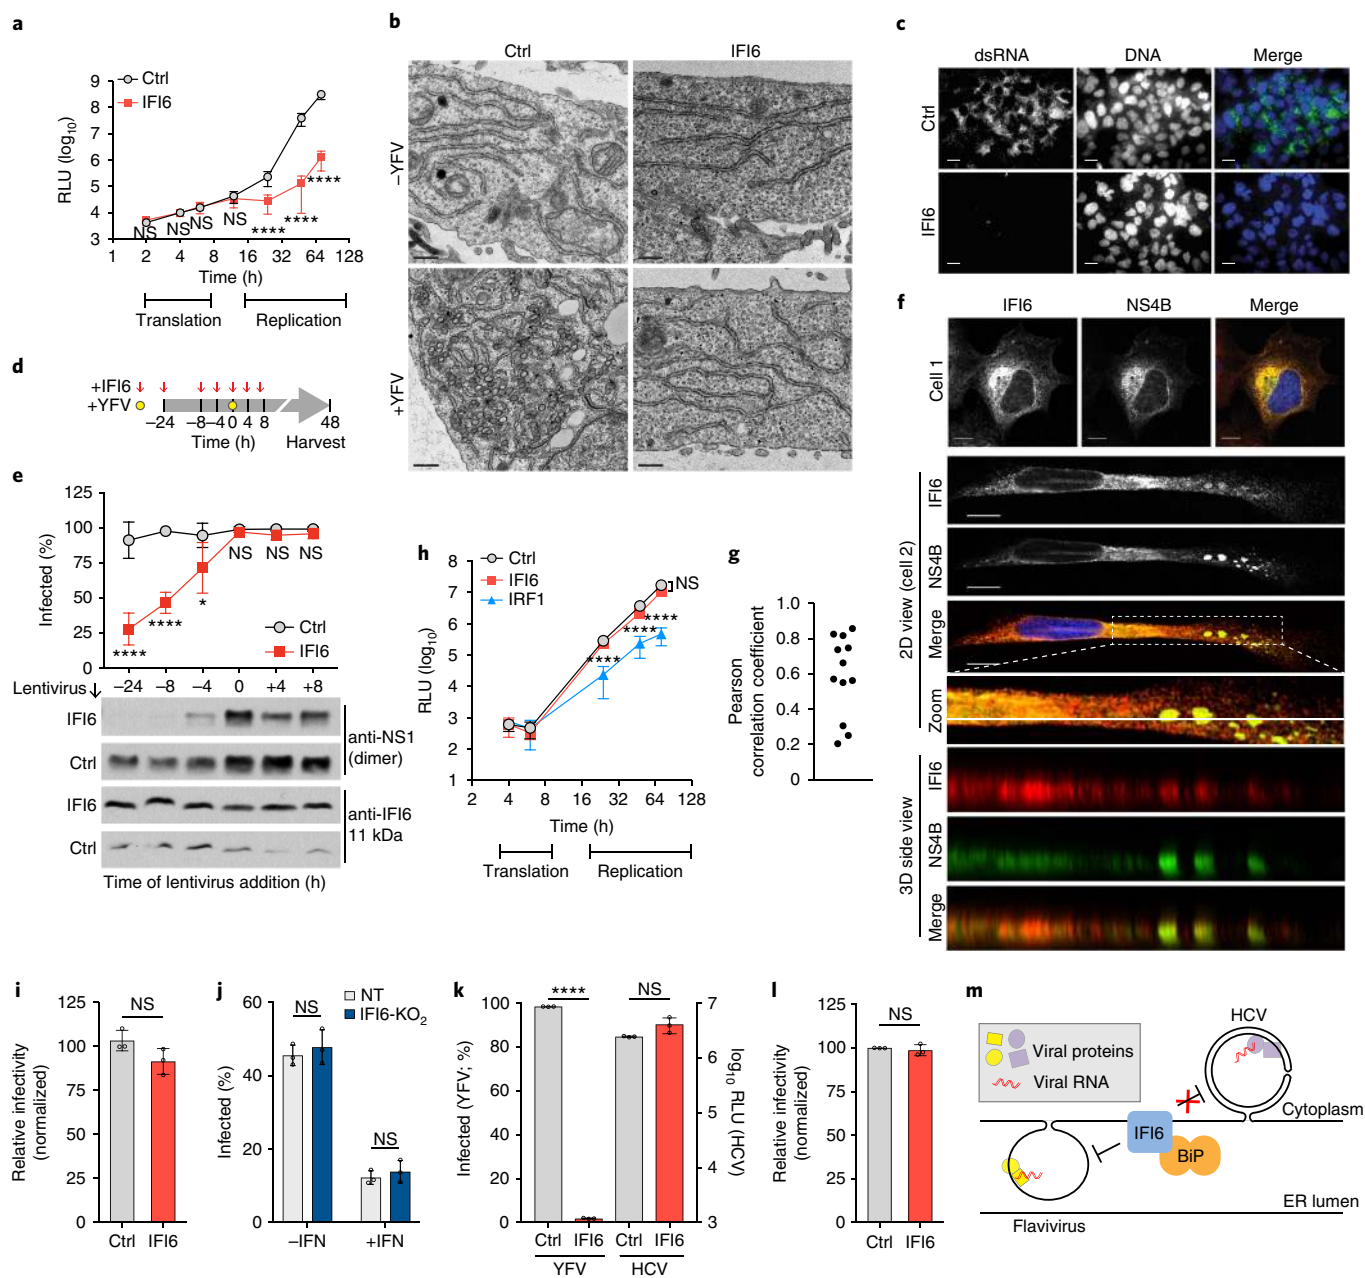 a
Ctrl
IFI6
RLU (log10)
9
8
7
6
5
4
3
NS
NS
NS
NS
****
****
****
1
2
4
8
16
32
64
128
Time (h)
Translation
Replication
b
Ctrl
IFI6
–YFV
+YFV
c
dsRNA
DNA
Merge
Ctrl
IFI6
d
+IFI6
+YFV
–24
–8
–4
0
4
8
48
Time (h)
Harvest
e
Infected (%)
125
100
75
50
25
0
****
****
*
NS
NS
NS
Ctrl
IFI6
Lentivirus
–24
–8
–4
0
+4
+8
IFI6
Ctrl
anti-NS1
(dimer)
IFI6
Ctrl
anti-IFI6
11 kDa
Time of lentivirus addition (h)
f
IFI6
NS4B
Merge
Cell 1
2D view (cell 2)
IFI6
NS4B
Merge
Zoom
3D side view
IFI6
NS4B
Merge
h
Ctrl
IFI6
IRF1
RLU (log10)
8
7
6
5
4
3
2
1
NS
****
****
****
2
4
8
16
32
64
128
Time (h)
Translation
Replication
g
Pearson
correlation coefficient
1.0
0.8
0.6
0.4
0.2
0
i
Relative infectivity
(normalized)
125
100
75
50
25
0
NS
Ctrl
IFI6
j
NT
IFI6-KO2
Infected (%)
60
40
20
0
NS
NS
–IFN
+IFN
k
Infected (YFV; %)
100
80
60
40
20
0
****
NS
7
6
5
4
3
log10 RLU (HCV)
Ctrl
IFI6
Ctrl
IFI6
YFV
HCV
l
Relative infectivity
(normalized)
125
100
75
50
25
0
NS
Ctrl
IFI6
m
Viral proteins
Viral RNA
HCV
Cytoplasm
IFI6
BiP
ER lumen
Flavivirus